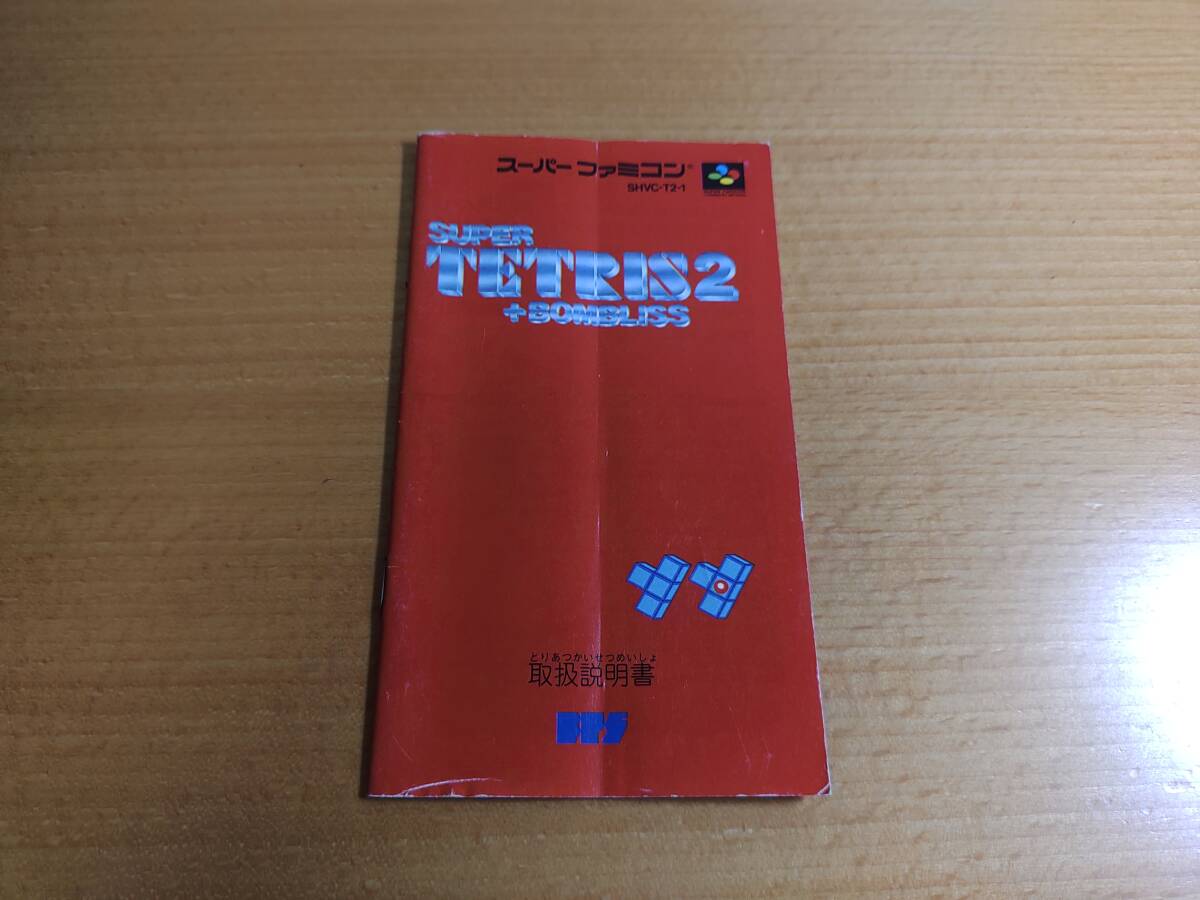 スーパーファミコン®
SHVC-T2-1
SUPER
TETRIS2
+BOMBLISS
とりあつかいせつめいしょ
取扱説明書
BPS